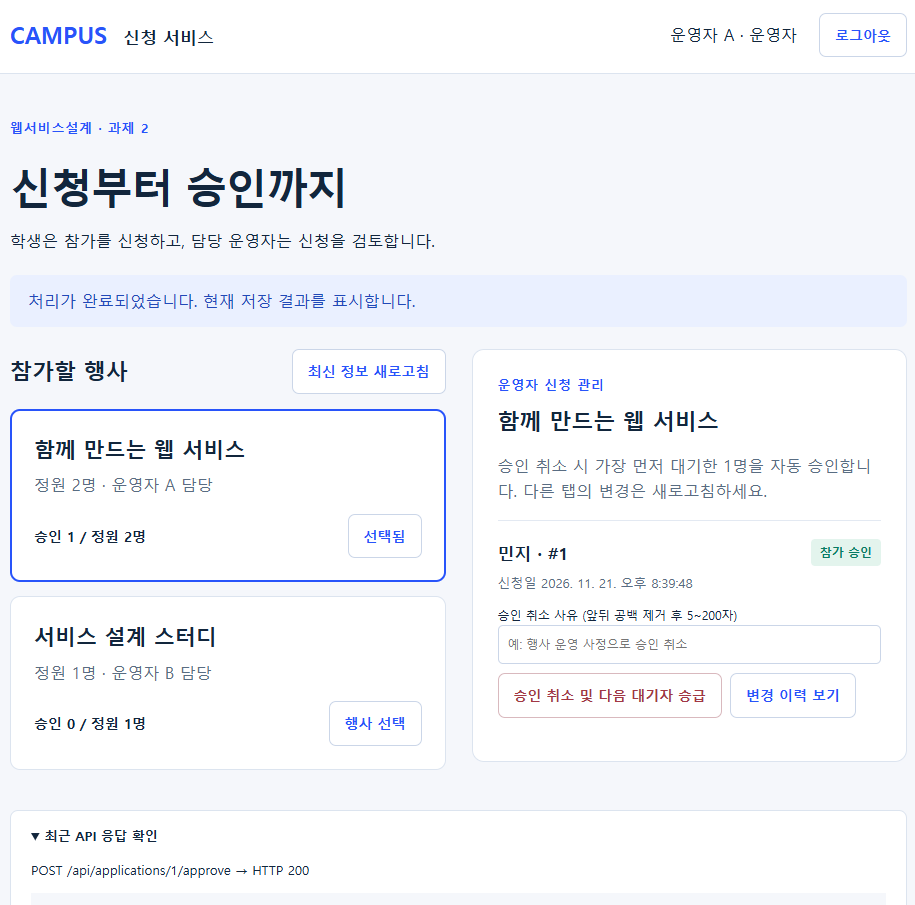 CAMPUS 신청 서비스
운영자 A · 운영자
로그아웃
웹서비스설계 · 과제 2
신청부터 승인까지
학생은 참가를 신청하고, 담당 운영자는 신청을 검토합니다.
처리가 완료되었습니다. 현재 저장 결과를 표시합니다.
참가할 행사
최신 정보 새로고침
함께 만드는 웹 서비스
정원 2명 · 운영자 A 담당
승인 1 / 정원 2명
선택됨
서비스 설계 스터디
정원 1명 · 운영자 B 담당
승인 0 / 정원 1명
행사 선택
운영자 신청 관리
함께 만드는 웹 서비스
승인 취소 시 가장 먼저 대기한 1명을 자동 승인합니
다. 다른 탭의 변경은 새로고침하세요.
민지 · #1
참가 승인
신청일 2026. 11. 21. 오후 8:39:48
승인 취소 사유 (앞뒤 공백 제거 후 5~200자)
예: 행사 운영 사정으로 승인 취소
승인 취소 및 다음 대기자 승급
변경 이력 보기
▼ 최근 API 응답 확인
POST /api/applications/1/approve → HTTP 200